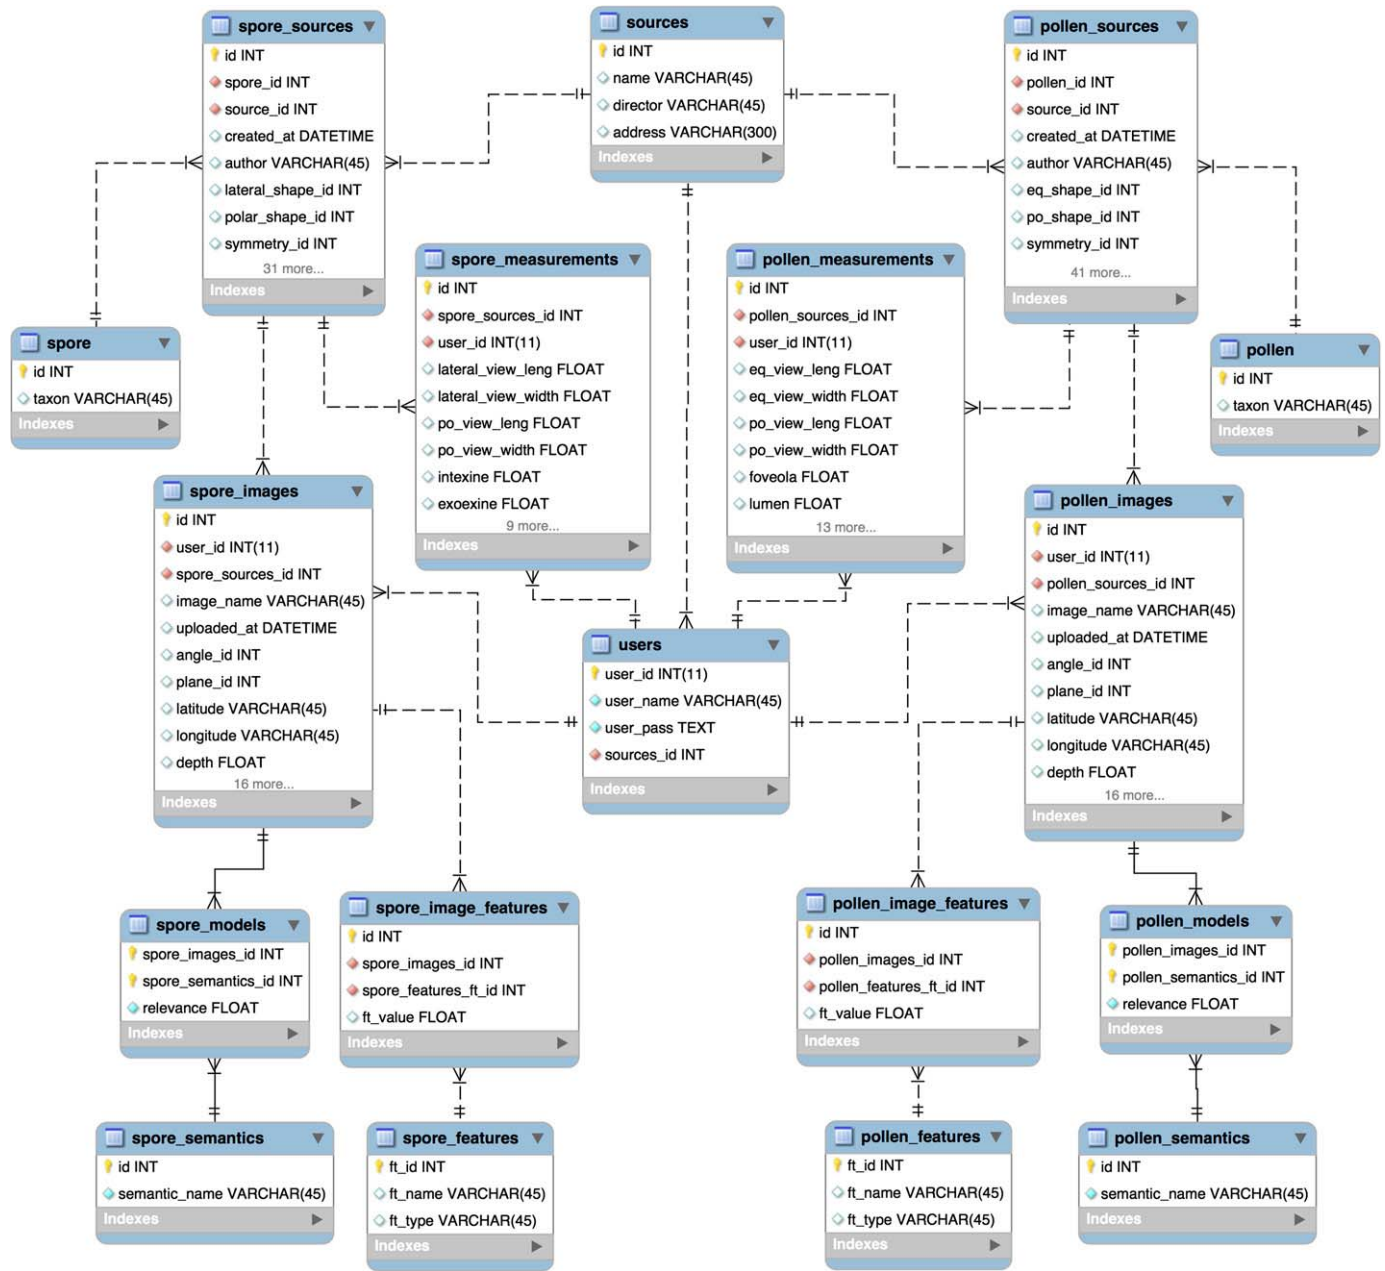 spore_sources
id INT
spore_id INT
source_id INT
created_at DATETIME
author VARCHAR(45)
lateral_shape_id INT
polar_shape_id INT
symmetry_id INT
31 more...
Indexes
sources
id INT
name VARCHAR(45)
director VARCHAR(45)
address VARCHAR(300)
Indexes
pollen_sources
id INT
pollen_id INT
source_id INT
created_at DATETIME
author VARCHAR(45)
eq_shape_id INT
po_shape_id INT
symmetry_id INT
41 more...
Indexes
spore_measurements
id INT
spore_sources_id INT
user_id INT(11)
lateral_view_leng FLOAT
lateral_view_width FLOAT
po_view_leng FLOAT
po_view_width FLOAT
intexine FLOAT
exoexine FLOAT
9 more...
Indexes
pollen_measurements
id INT
pollen_sources_id INT
user_id INT(11)
eq_view_leng FLOAT
eq_view_width FLOAT
po_view_leng FLOAT
po_view_width FLOAT
foveola FLOAT
lumen FLOAT
13 more...
Indexes
spore
id INT
taxon VARCHAR(45)
Indexes
pollen
id INT
taxon VARCHAR(45)
Indexes
spore_images
id INT
user_id INT(11)
spore_sources_id INT
image_name VARCHAR(45)
uploaded_at DATETIME
angle_id INT
plane_id INT
latitude VARCHAR(45)
longitude VARCHAR(45)
depth FLOAT
16 more...
Indexes
users
user_id INT(11)
user_name VARCHAR(45)
user_pass TEXT
sources_id INT
Indexes
pollen_images
id INT
user_id INT(11)
pollen_sources_id INT
image_name VARCHAR(45)
uploaded_at DATETIME
angle_id INT
plane_id INT
latitude VARCHAR(45)
longitude VARCHAR(45)
depth FLOAT
16 more...
Indexes
spore_models
spore_images_id INT
spore_semantics_id INT
relevance FLOAT
Indexes
spore_image_features
id INT
spore_images_id INT
spore_features_ft_id INT
ft_value FLOAT
Indexes
pollen_image_features
id INT
pollen_images_id INT
pollen_features_ft_id INT
ft_value FLOAT
Indexes
pollen_models
pollen_images_id INT
pollen_semantics_id INT
relevance FLOAT
Indexes
spore_semantics
id INT
semantic_name VARCHAR(45)
Indexes
spore_features
ft_id INT
ft_name VARCHAR(45)
ft_type VARCHAR(45)
Indexes
pollen_features
ft_id INT
ft_name VARCHAR(45)
ft_type VARCHAR(45)
Indexes
pollen_semantics
id INT
semantic_name VARCHAR(45)
Indexes